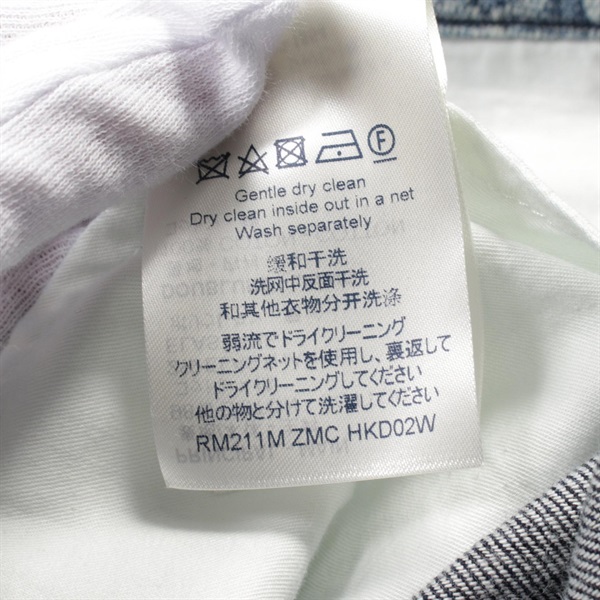 F
Gentle dry clean
Dry clean inside out in a net
Wash separately
缓和干洗
洗网中反面干洗
和其他衣物分开洗涤
弱流でドライクリーニング
クリーニングネットを使用し、裏返して
ドライクリーニングしてください
他の物と分けて洗濯してください
RM211M ZMC HKD02W